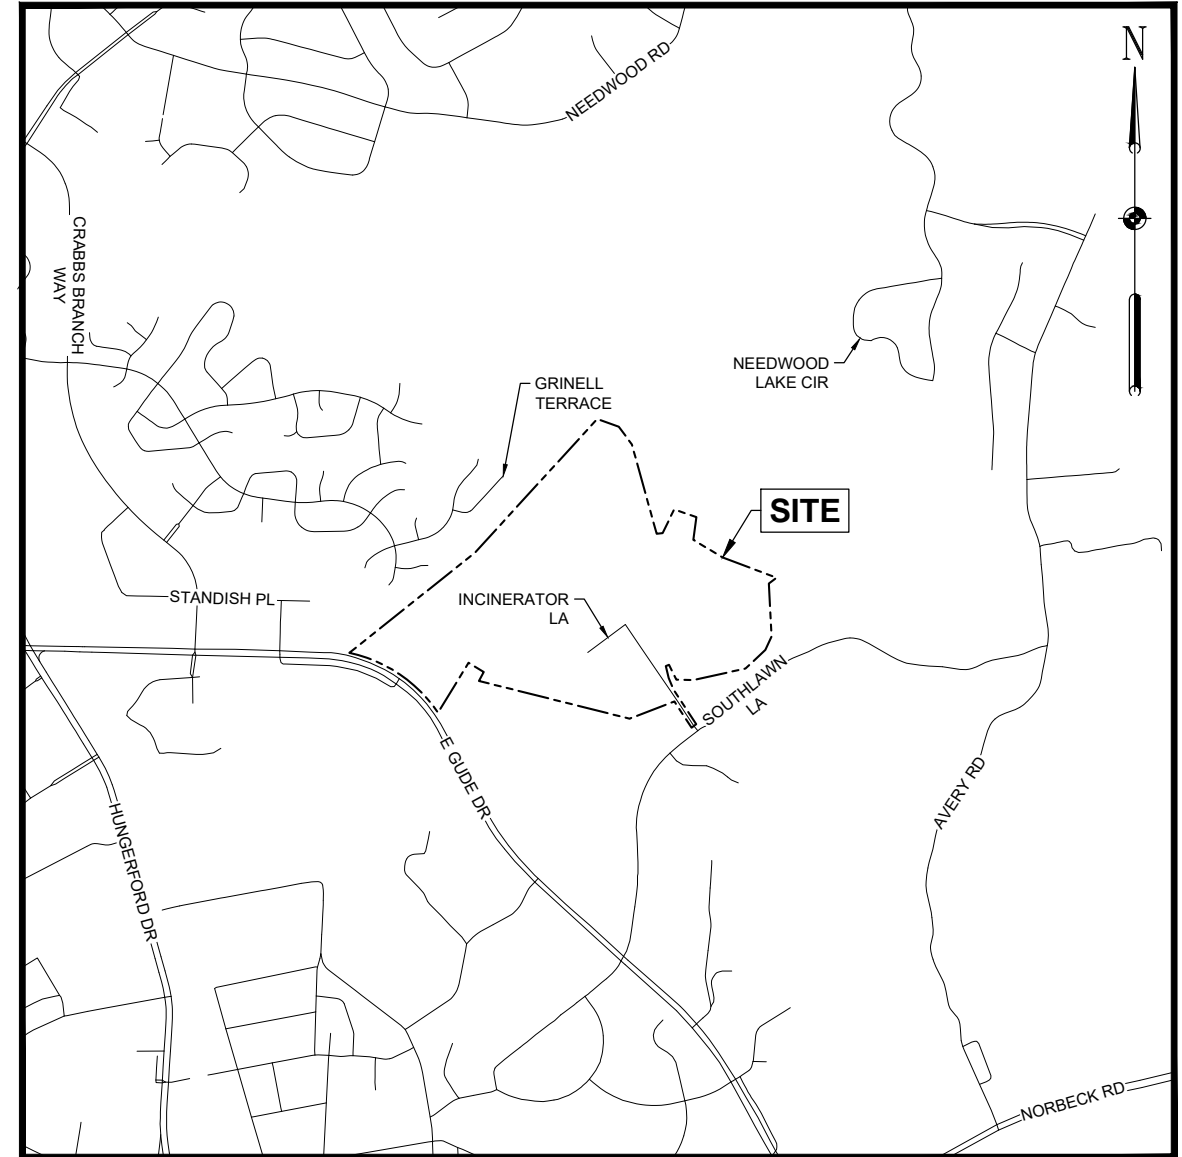 N
NEEDWOOD RD
CRABBS BRANCH
WAY
NEEDWOOD
LAKE CIR
GRINELL
TERRACE
SITE
STANDISH PL
INCINERATOR
LA
SOUTHLAWN
LA
E GUDE DR
HUNGERFORD DR
AVERY RD
NORBECK RD